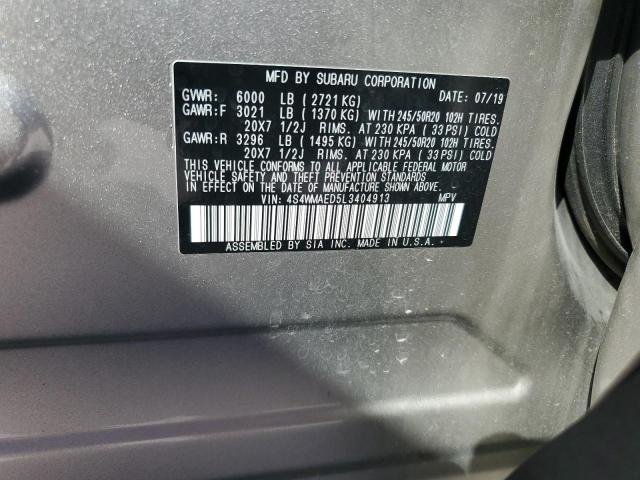 MFD BY SUBARU CORPORATION
GVWR: 6000 LB ( 2721 KG) DATE: 07/19
GAWR:F 3021 LB ( 1370 KG) WITH 245/50R20 102H TIRES.
20X7 1/2J RIMS. AT 230 KPA ( 33 PSI) COLD
GAWR:R 3296 LB ( 1495 KG) WITH 245/50R20 102H TIRES.
20X7 1/2J RIMS. AT 230 KPA ( 33 PSI) COLD
THIS VEHICLE CONFORMS TO ALL APPLICABLE FEDERAL MOTOR
VEHICLE SAFETY AND THEFT PREVENTION STANDARDS IN EFFECT
ON THE DATE OF MANUFACTURE SHOWN ABOVE.
VIN: 4S4WMAED5L3404913 MPV
ASSEMBLED BY SIA INC. MADE IN U.S.A.